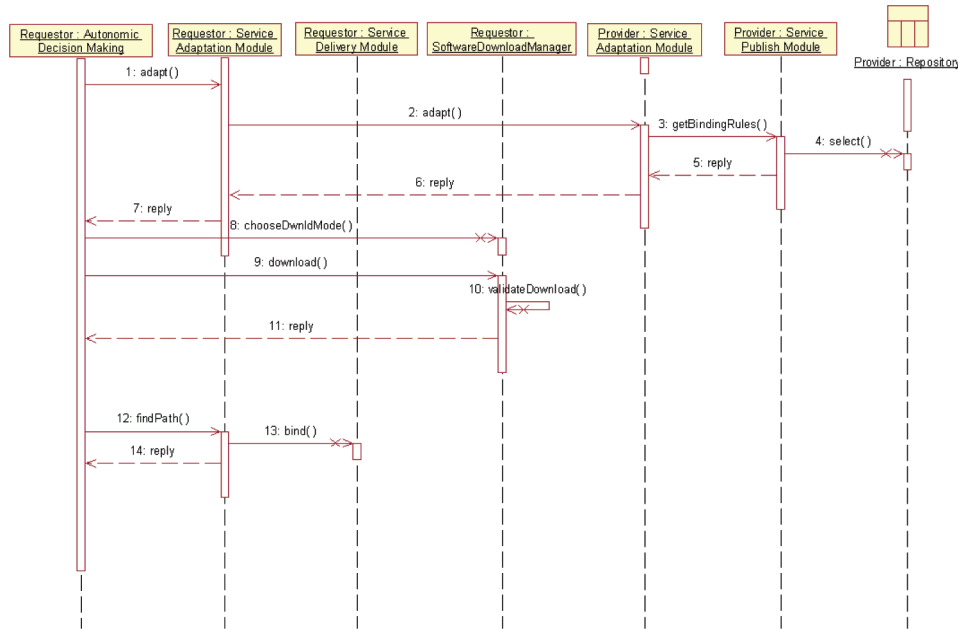 Requestor : Autonomic
Decision Making
Requestor : Service
Adaptation Module
Requestor : Service
Delivery Module
Requestor :
SoftwareDownloadManager
Provider : Service
Adaptation Module
Provider : Service
Publish Module
Provider : Repository
1: adapt( )
2: adapt( )
3: getBindingRules( )
4: select( )
5: reply
6: reply
7: reply
8: chooseDwnldMode( )
9: download( )
10: validateDownload( )
11: reply
12: findPath( )
13: bind( )
14: reply